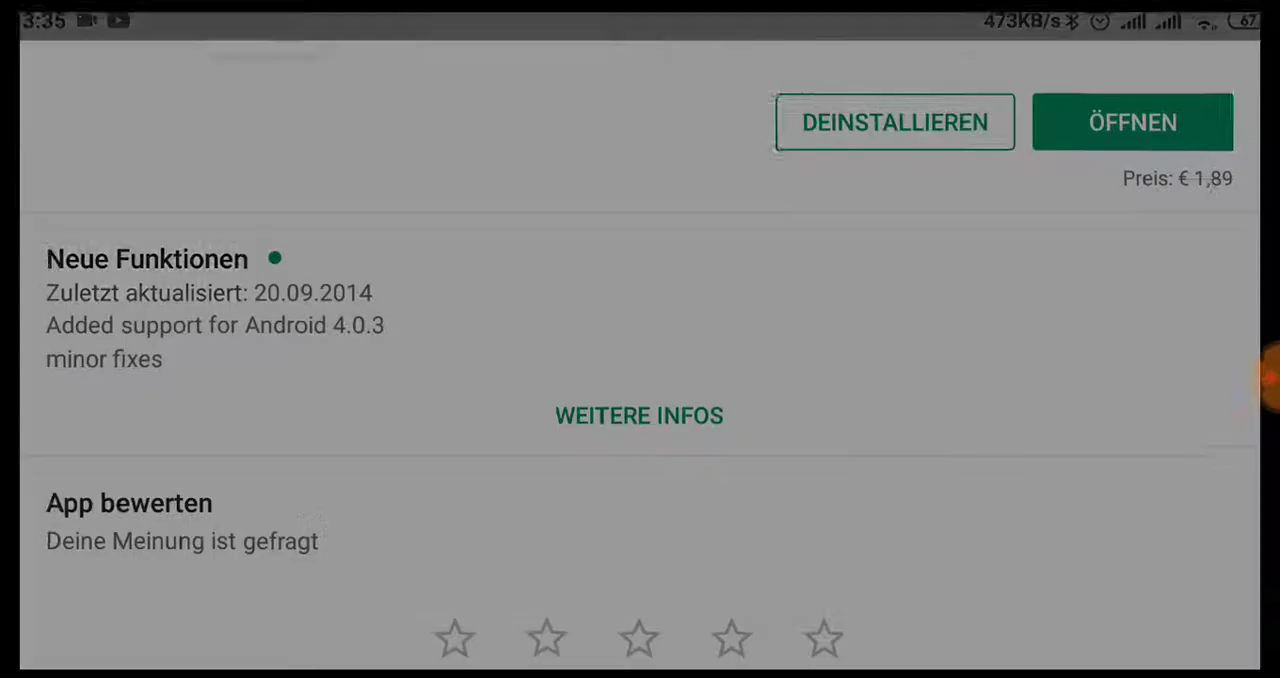 3:35
473KB/s
67
DEINSTALLIEREN
ÖFFNEN
Preis: € 1,89
Neue Funktionen
Zuletzt aktualisiert: 20.09.2014
Added support for Android 4.0.3
minor fixes
WEITERE INFOS
App bewerten
Deine Meinung ist gefragt